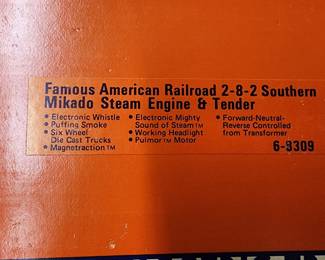 Famous American Railroad 2-8-2 Southern
Mikado Steam Engine & Tender
• Electronic Whistle
• Puffing Smoke
• Six Wheel
Die Cast Trucks
• Magnetraction™
• Electronic Mighty
Sound of Steam™
• Working Headlight
• Pulmor™ Motor
• Forward-Neutral-
Reverse Controlled
from Transformer
6-8309